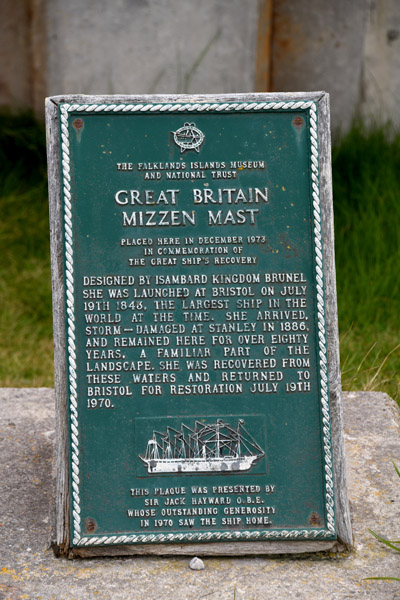 THE FALKLANDS ISLANDS MUSEUM
AND NATIONAL TRUST
GREAT BRITAIN
MIZZEN MAST
PLACED HERE IN DECEMBER 1973
IN COMMEMORATION OF
THE GREAT SHIP'S RECOVERY
DESIGNED BY ISAMBARD KINGDOM BRUNEL
SHE WAS LAUNGHED AT BRISTOL ON JULY
19TH 1843, THE LARGEST SHIP IN THE
WORLD AT THE TIME. SHE ARRIVED,
STORM-DAMAGED AT STANLEY IN 1886,
AND REMAINED HERE FOR OVER EIGHTY
YEARS, A FAMILIAR PART OF THE
LANDSCAPE. SHE WAS RECOVERED FROM
THESE WATERS AND RETURNED TO
BRISTOL FOR RESTORATION JULY 19TH
1970.
THIS PLAQUE WAS PRESENTED BY
SIR JACK HAYWARD O.B.E.
WHOSE OUTSTANDING GENEROSITY
IN 1970 SAW THE SHIP HOME.